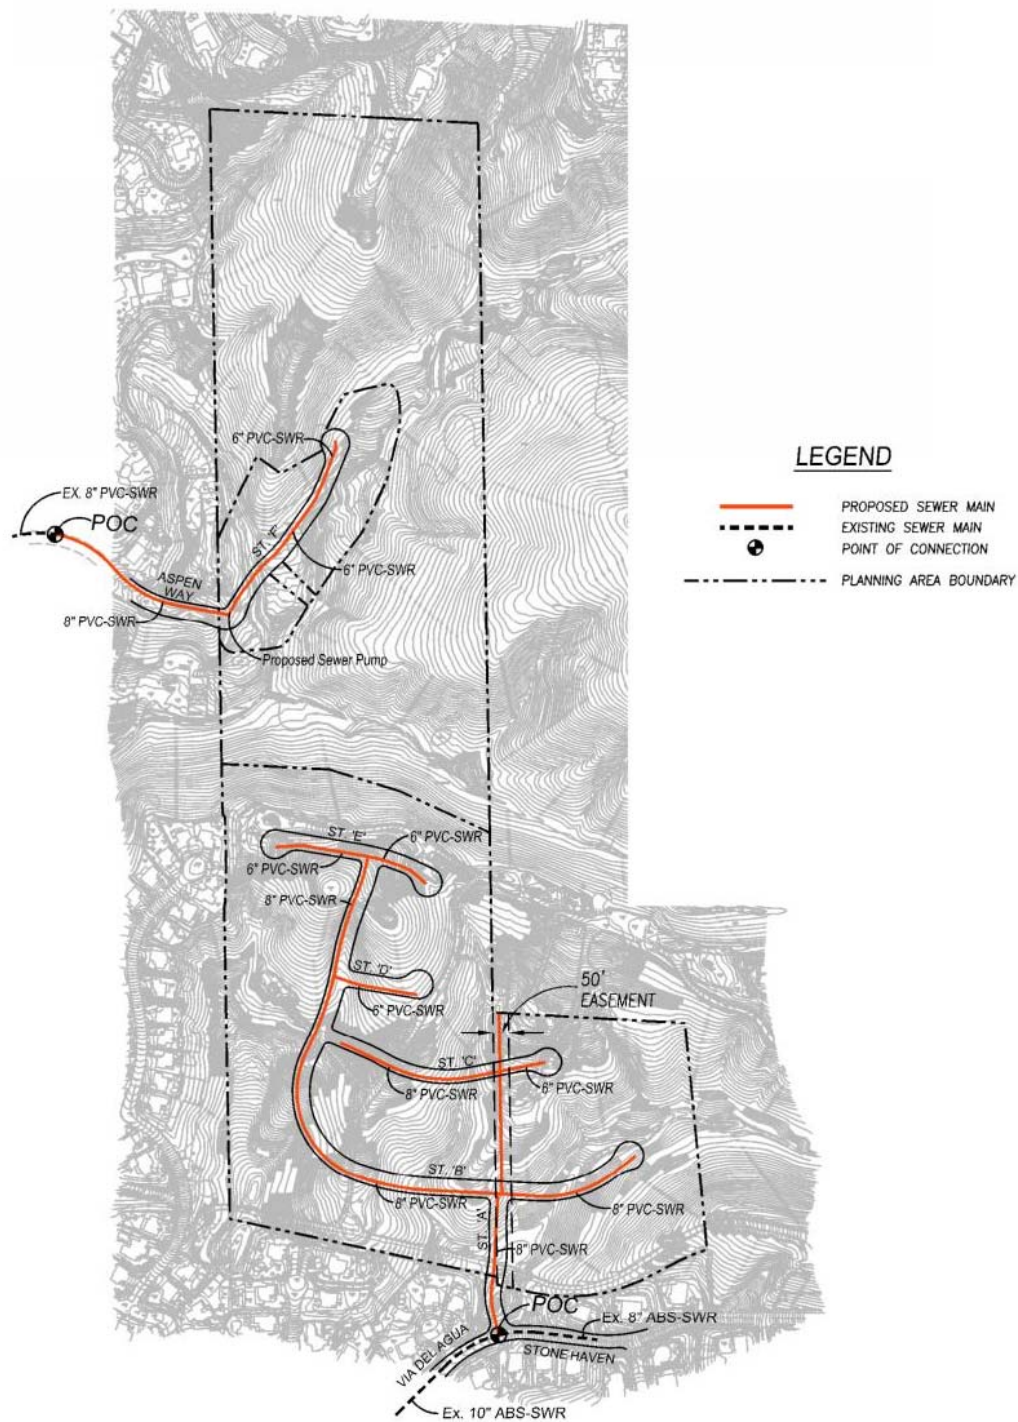 6" PVC-SWR
EX. 8" PVC-SWR
POC
ST. 'F'
6" PVC-SWR
ASPEN
WAY
8" PVC-SWR
Proposed Sewer Pump
LEGEND
PROPOSED SEWER MAIN
EXISTING SEWER MAIN
POINT OF CONNECTION
PLANNING AREA BOUNDARY
ST. 'E'
6" PVC-SWR
6" PVC-SWR
8" PVC-SWR
ST. 'D'
6" PVC-SWR
50'
EASEMENT
ST. 'C'
8" PVC-SWR
6" PVC-SWR
ST. 'B'
8" PVC-SWR
8" PVC-SWR
ST. 'A'
8" PVC-SWR
POC
Ex. 8" ABS-SWR
VIA DEL AGUA
STONE HAVEN
Ex. 10" ABS-SWR